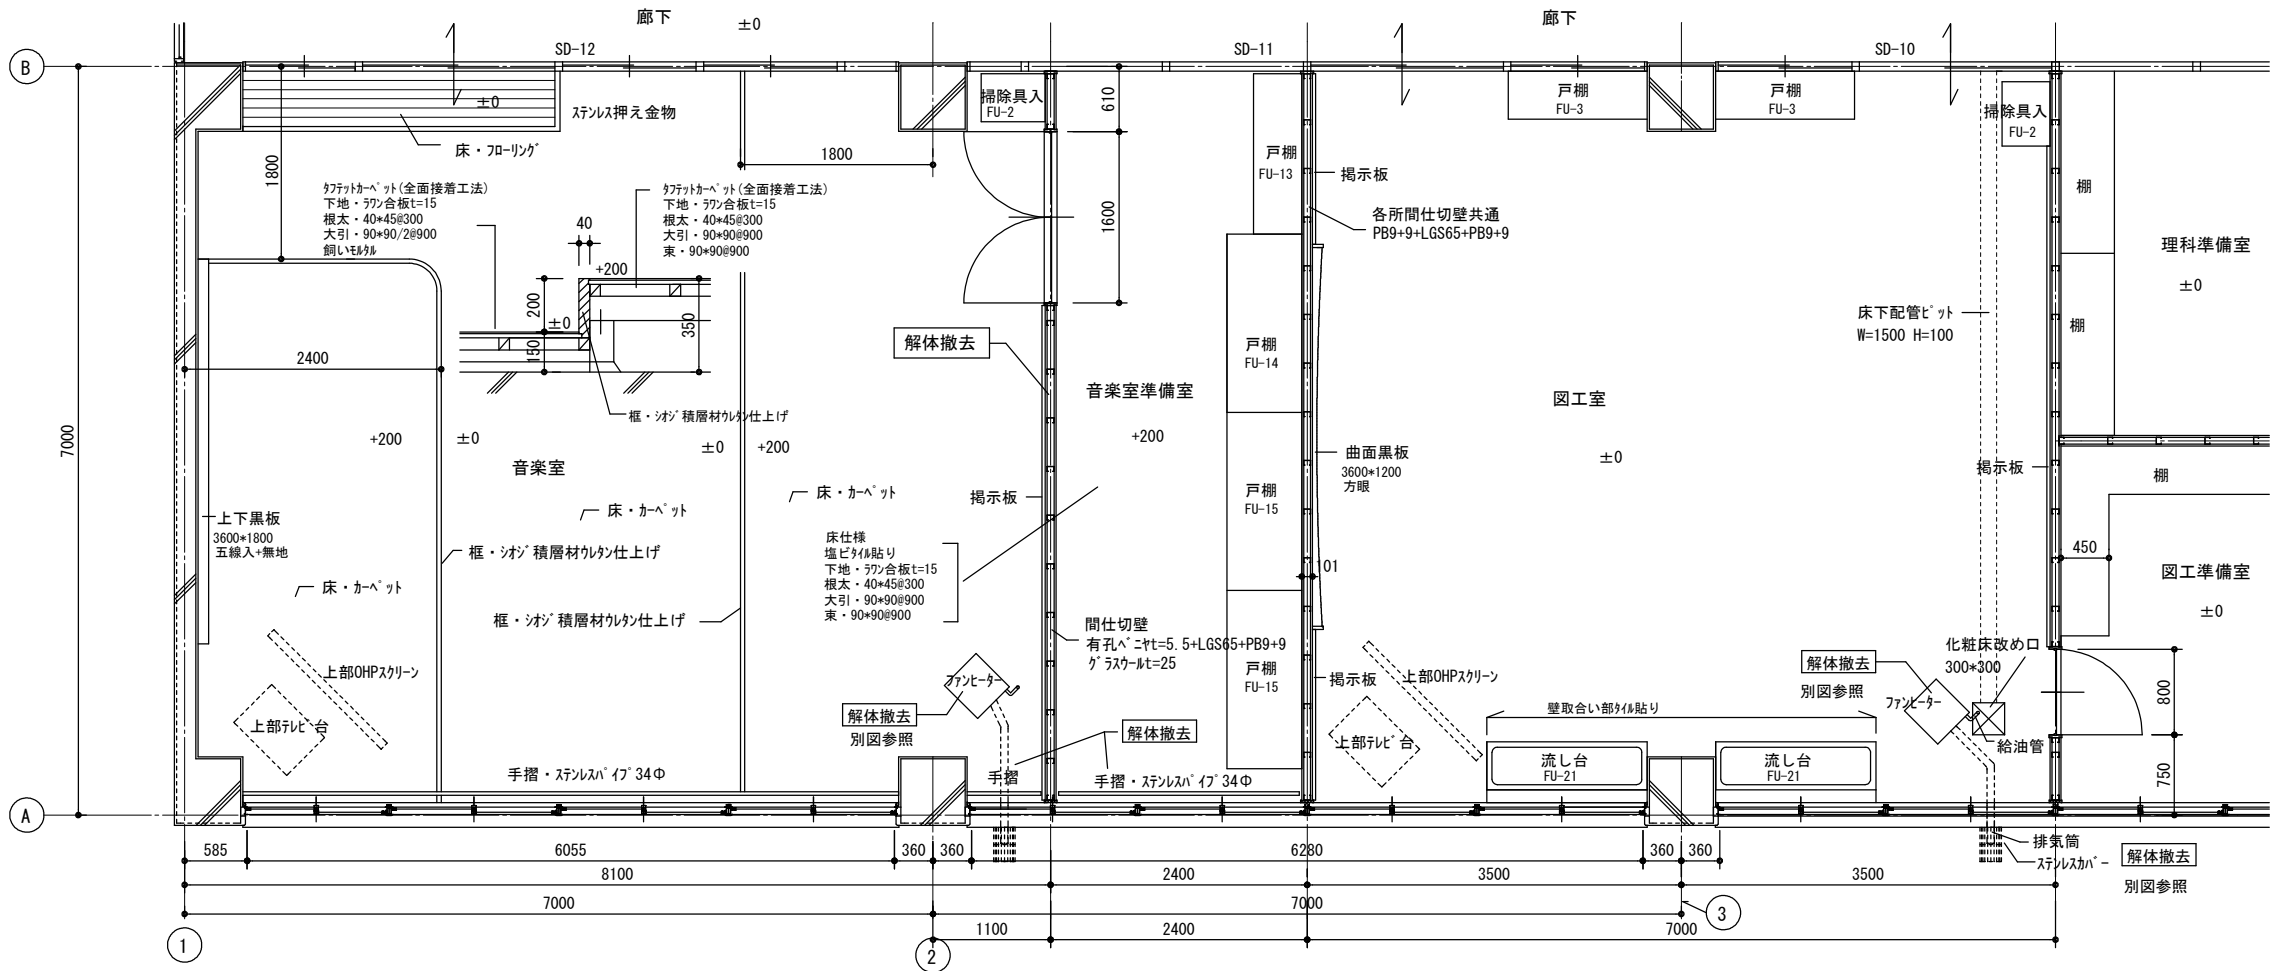 廊下
±0
廊下
SD-12
SD-11
SD-10
B
±0
ステンレス押え金物
掃除具入
FU-2
610
戸棚
FU-3
戸棚
FU-3
掃除具入
FU-2
床・フローリング
1800
1800
戸棚
FU-13
掲示板
棚
タフテットカーペット(全面接着工法)
下地・ラワン合板t=15
根太・40*45@300
大引・90*90/2@900
飼いモルタル
タフテットカーペット(全面接着工法)
下地・ラワン合板t=15
根太・40*45@300
大引・90*90@900
束・90*90@900
40
+200
1600
各所間仕切壁共通
PB9+9+LGS65+PB9+9
理科準備室
±0
200
±0
150
350
解体撤去
戸棚
FU-14
床下配管ピット
W=1500 H=100
棚
2400
音楽室準備室
+200
図工室
±0
框・シオジ積層材ウレタン仕上げ
7000
+200
±0
音楽室
±0
+200
曲面黒板
3600*1200
方眼
掲示板
棚
掲示板
床・カーペット
床・カーペット
戸棚
FU-15
上下黒板
3600*1800
五線入+無地
框・シオジ積層材ウレタン仕上げ
床仕様
塩ビタイル貼り
下地・ラワン合板t=15
根太・40*45@300
大引・90*90@900
束・90*90@900
101
450
図工準備室
±0
床・カーペット
框・シオジ積層材ウレタン仕上げ
間仕切壁
有孔ベニヤt=5.5+LGS65+PB9+9
グラスウールt=25
化粧床改め口
300*300
上部OHPスクリーン
ファンヒーター
戸棚
FU-15
掲示板
上部OHPスクリーン
解体撤去
別図参照
ファンヒーター
800
上部テレビ台
解体撤去
別図参照
解体撤去
壁取合い部タイル貼り
上部テレビ台
給油管
手摺・ステンレスパイプ34Φ
手摺
手摺・ステンレスパイプ34Φ
流し台
FU-21
流し台
FU-21
750
A
排気筒
ステンレスカバー
解体撤去
別図参照
585
6055
360
360
6280
360
360
8100
2400
3500
3500
7000
7000
3
1
2
1100
2400
7000